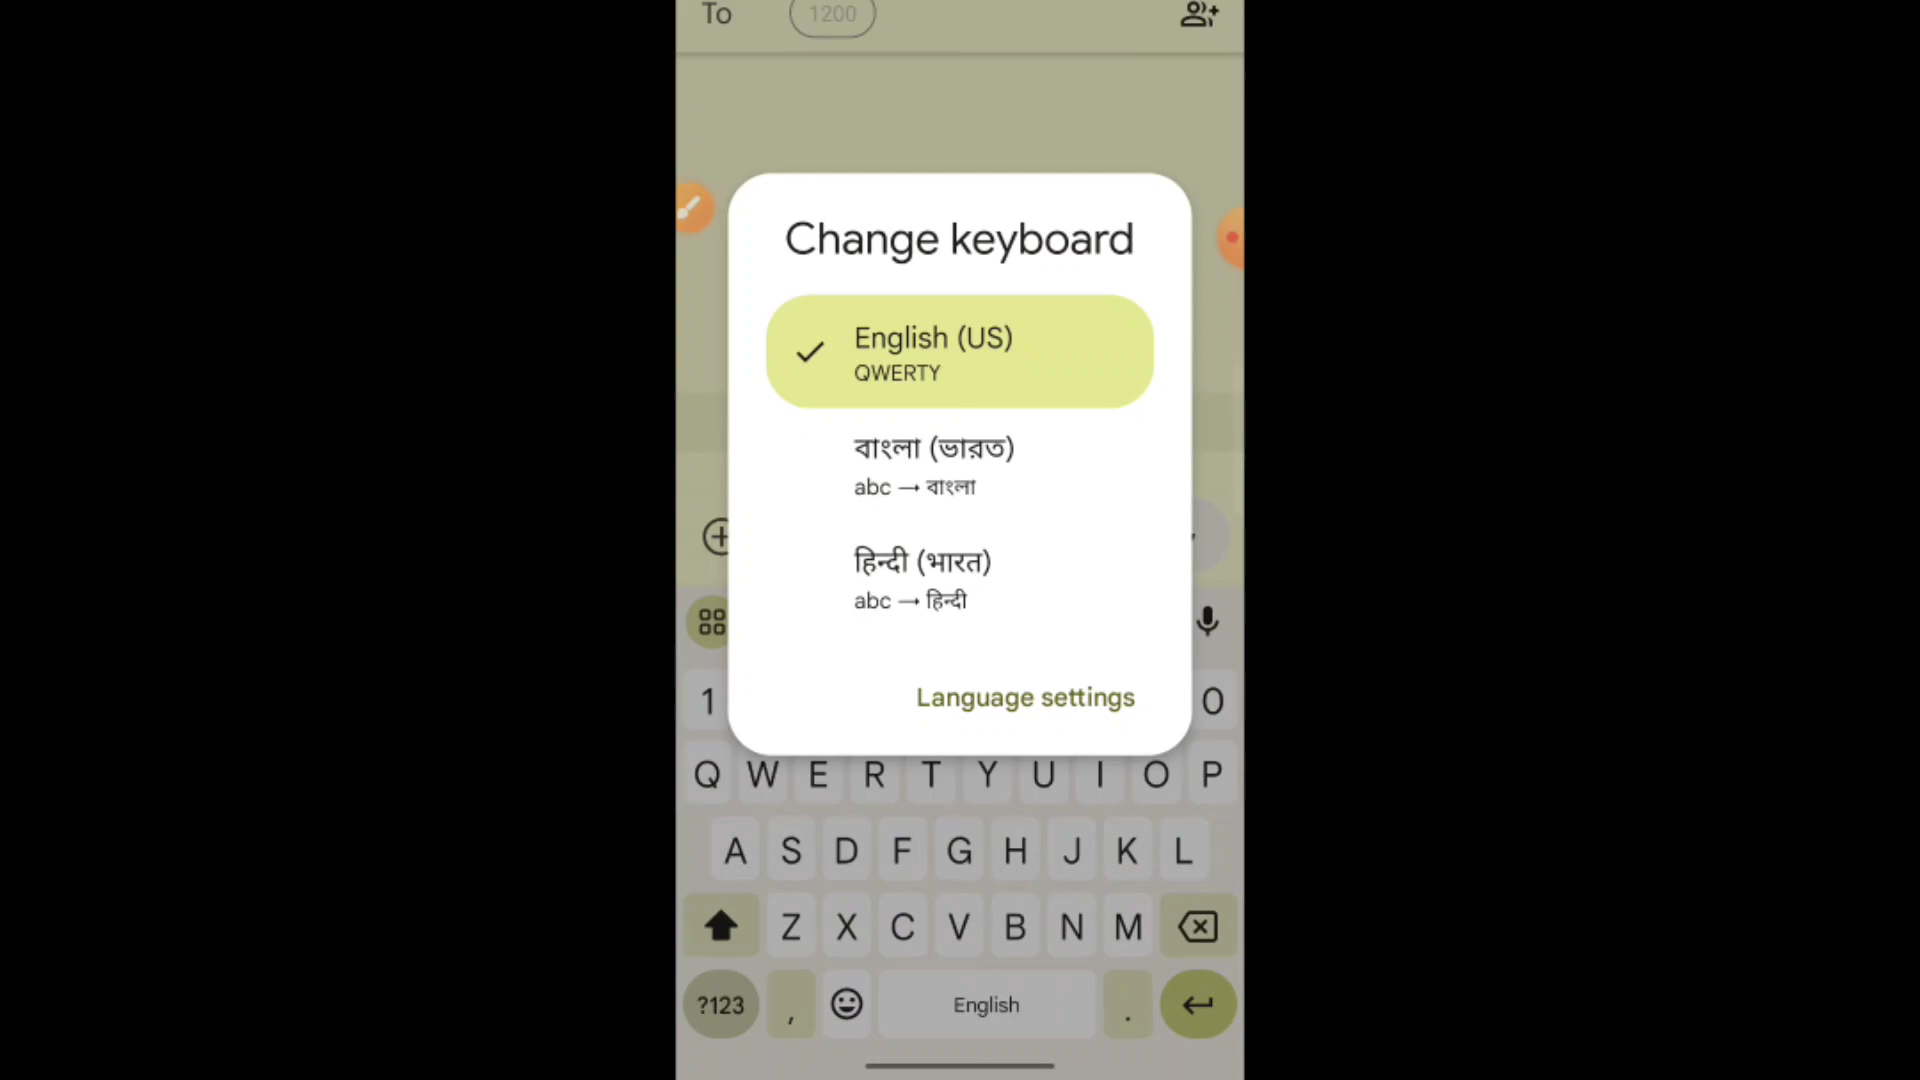 To 1200
Change keyboard
English (US)
QWERTY
বাংলা (ভারত)
abc → বাংলা
हिन्दी (भारत)
abc → हिन्दी
Language settings
1 0
Q W E R T Y U I O P
A S D F G H J K L
Z X C V B N M
?123 , English .